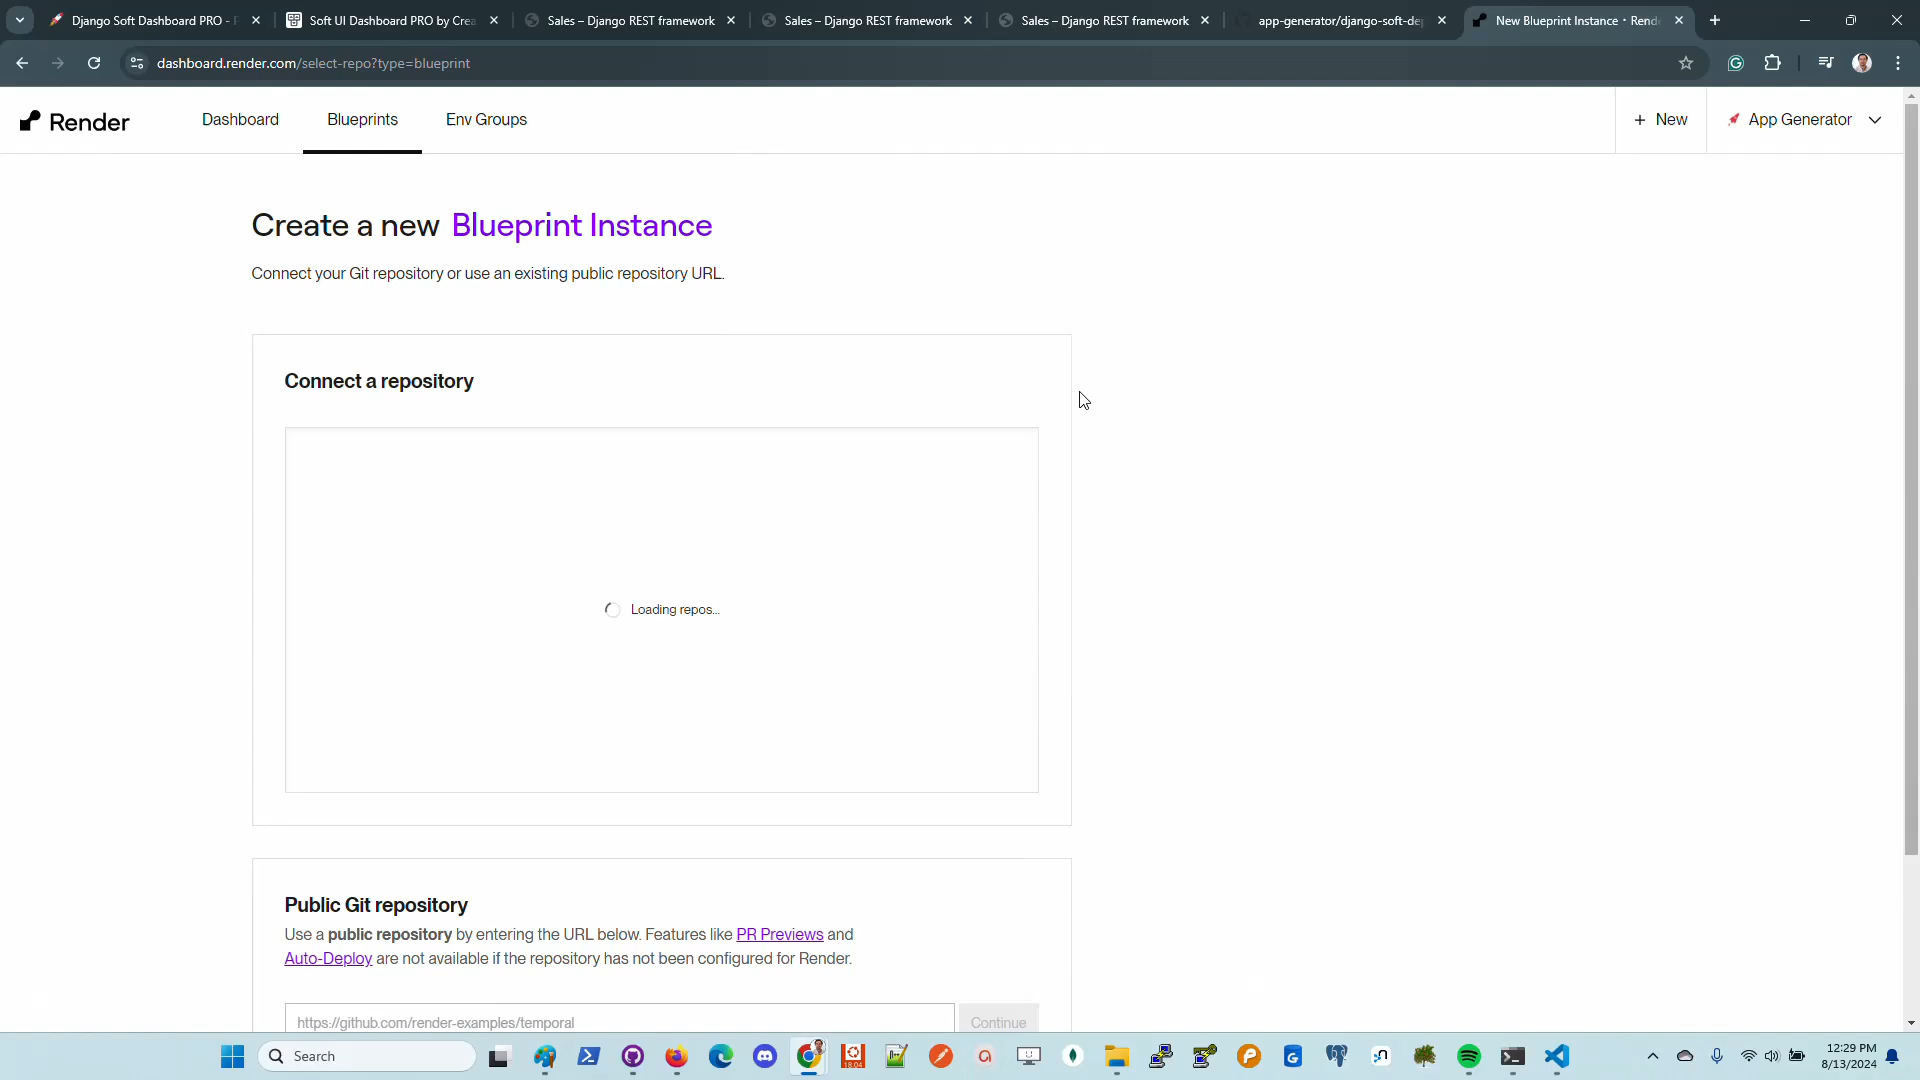 Django Soft Dashboard PRO -
Soft UI Dashboard PRO by Crea
Sales – Django REST framework
Sales – Django REST framework
Sales – Django REST framework
app-generator/django-soft-de
New Blueprint Instance • Rend
dashboard.render.com/select-repo?type=blueprint
Render
Dashboard
Blueprints
Env Groups
+ New
App Generator
Create a new Blueprint Instance
Connect your Git repository or use an existing public repository URL.
Connect a repository
Loading repos...
Public Git repository
Use a public repository by entering the URL below. Features like PR Previews and
Auto-Deploy are not available if the repository has not been configured for Render.
https://github.com/render-examples/temporal
Continue
Search
18.04
12:29 PM
8/13/2024